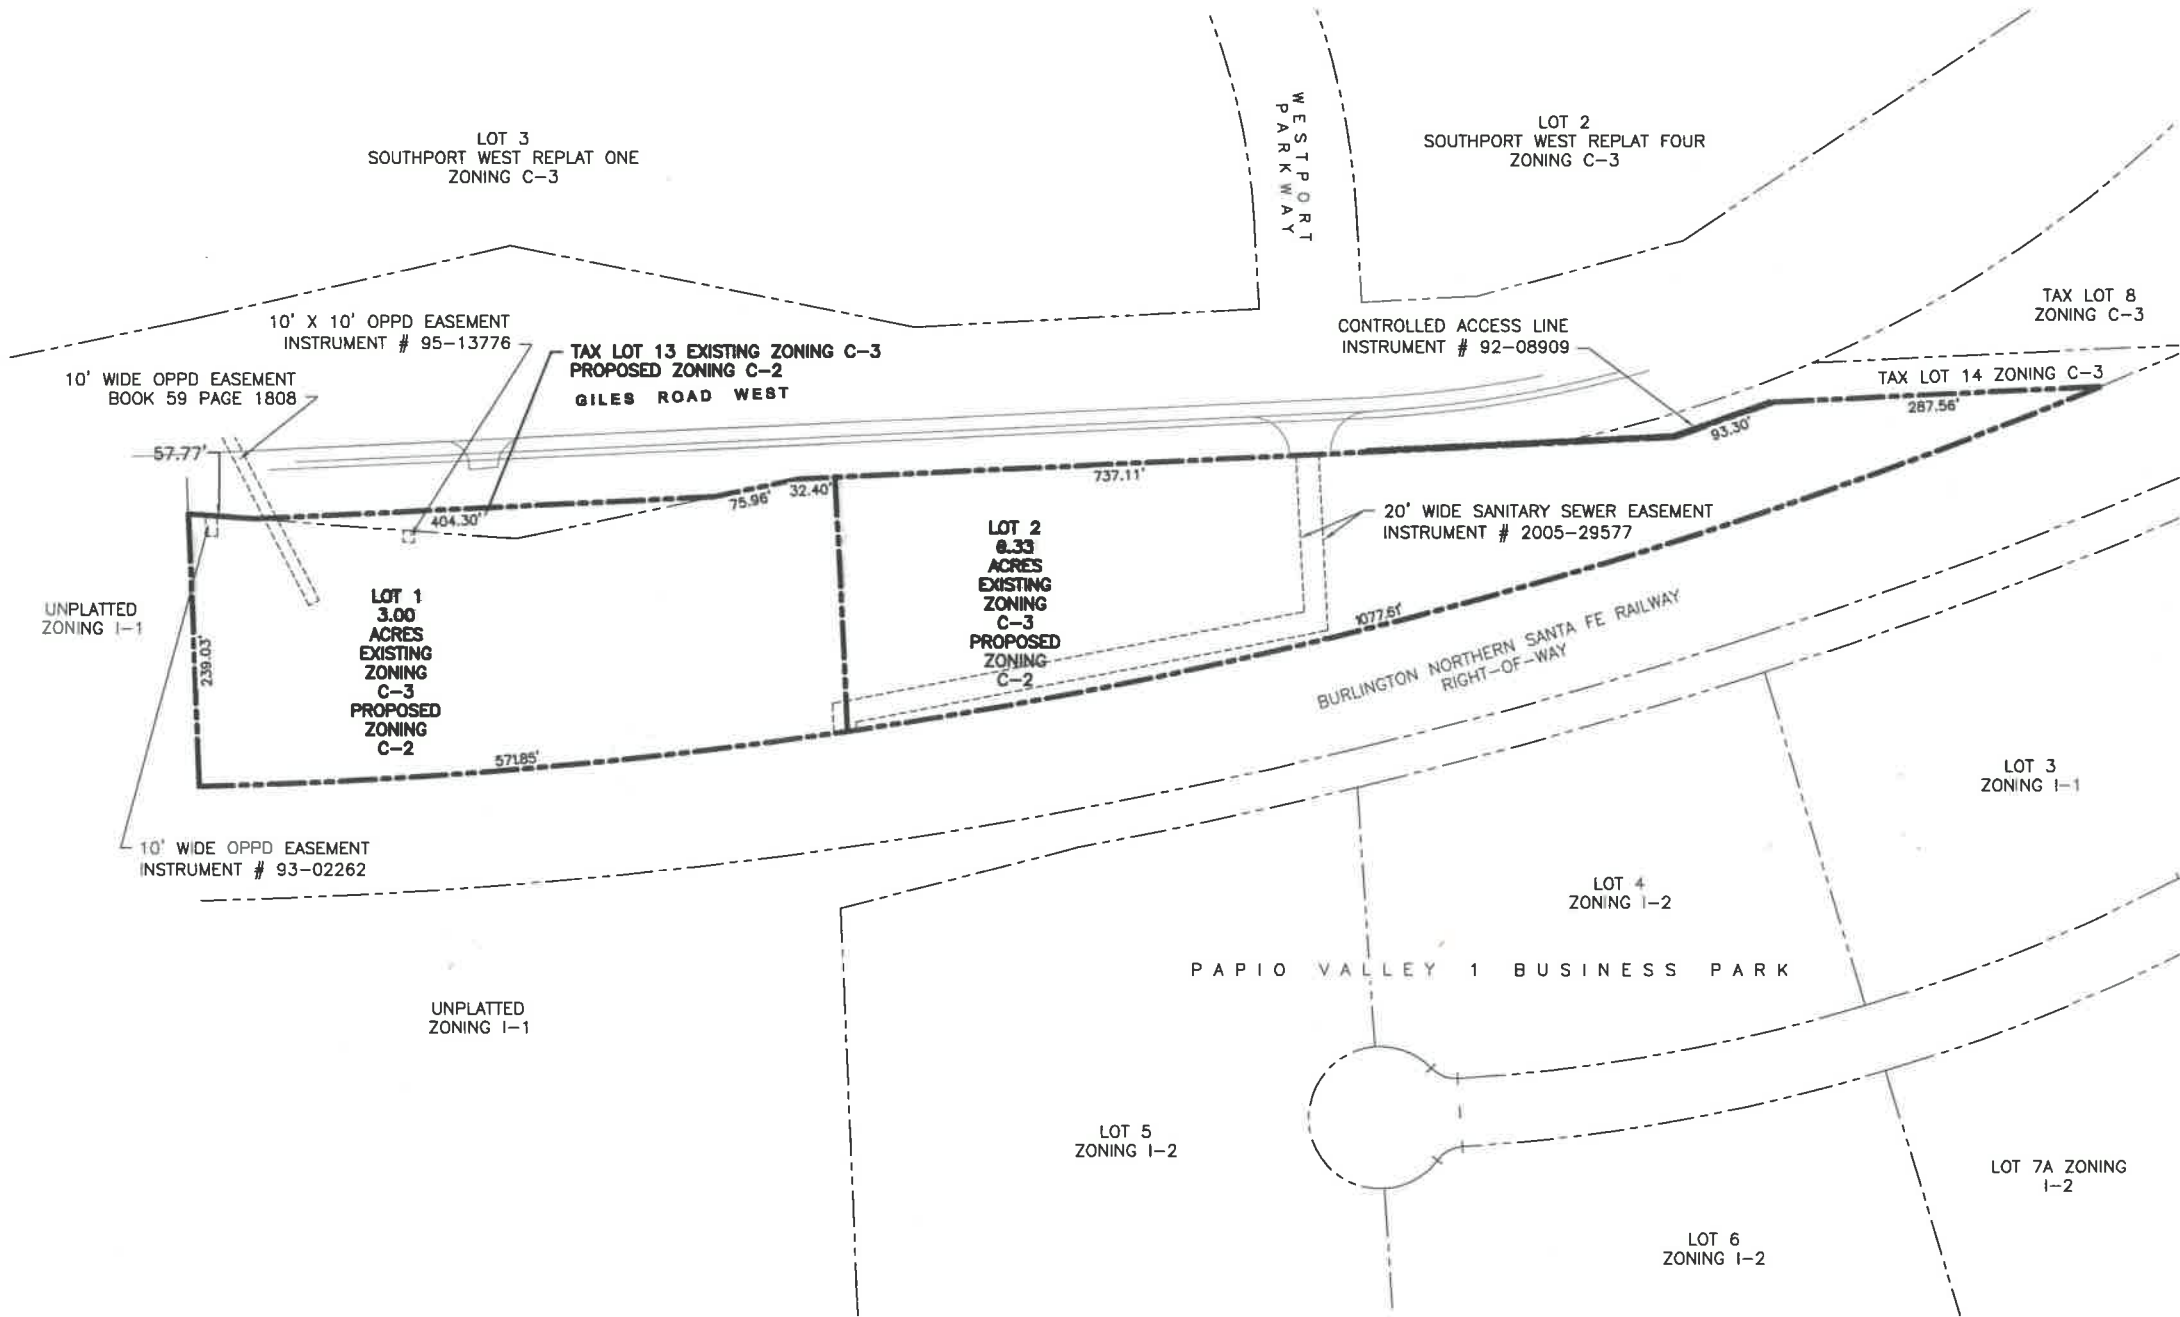 WESTPORT
PARKWAY
LOT 3
SOUTHPORT WEST REPLAT ONE
ZONING C-3
LOT 2
SOUTHPORT WEST REPLAT FOUR
ZONING C-3
TAX LOT 8
ZONING C-3
10' X 10' OPPD EASEMENT
INSTRUMENT # 95-13776
TAX LOT 13 EXISTING ZONING C-3
PROPOSED ZONING C-2
GILES ROAD WEST
CONTROLLED ACCESS LINE
INSTRUMENT # 92-08909
10' WIDE OPPD EASEMENT
BOOK 59 PAGE 1808
TAX LOT 14 ZONING C-3
287.56'
93.30'
57.77'
404.30'
75.96'
32.40'
737.11'
20' WIDE SANITARY SEWER EASEMENT
INSTRUMENT # 2005-29577
UNPLATTED
ZONING I-1
239.03'
LOT 1
3.00
ACRES
EXISTING
ZONING
C-3
PROPOSED
ZONING
C-2
LOT 2
ACRES
EXISTING
ZONING
C-3
PROPOSED
ZONING
C-2
1077.61'
571.85'
BURLINGTON NORTHERN SANTA FE RAILWAY
RIGHT-OF-WAY
10' WIDE OPPD EASEMENT
INSTRUMENT # 93-02262
LOT 3
ZONING I-1
LOT 4
ZONING I-2
PAPIO VALLEY 1 BUSINESS PARK
UNPLATTED
ZONING I-1
LOT 5
ZONING I-2
LOT 7A ZONING
I-2
LOT 6
ZONING I-2